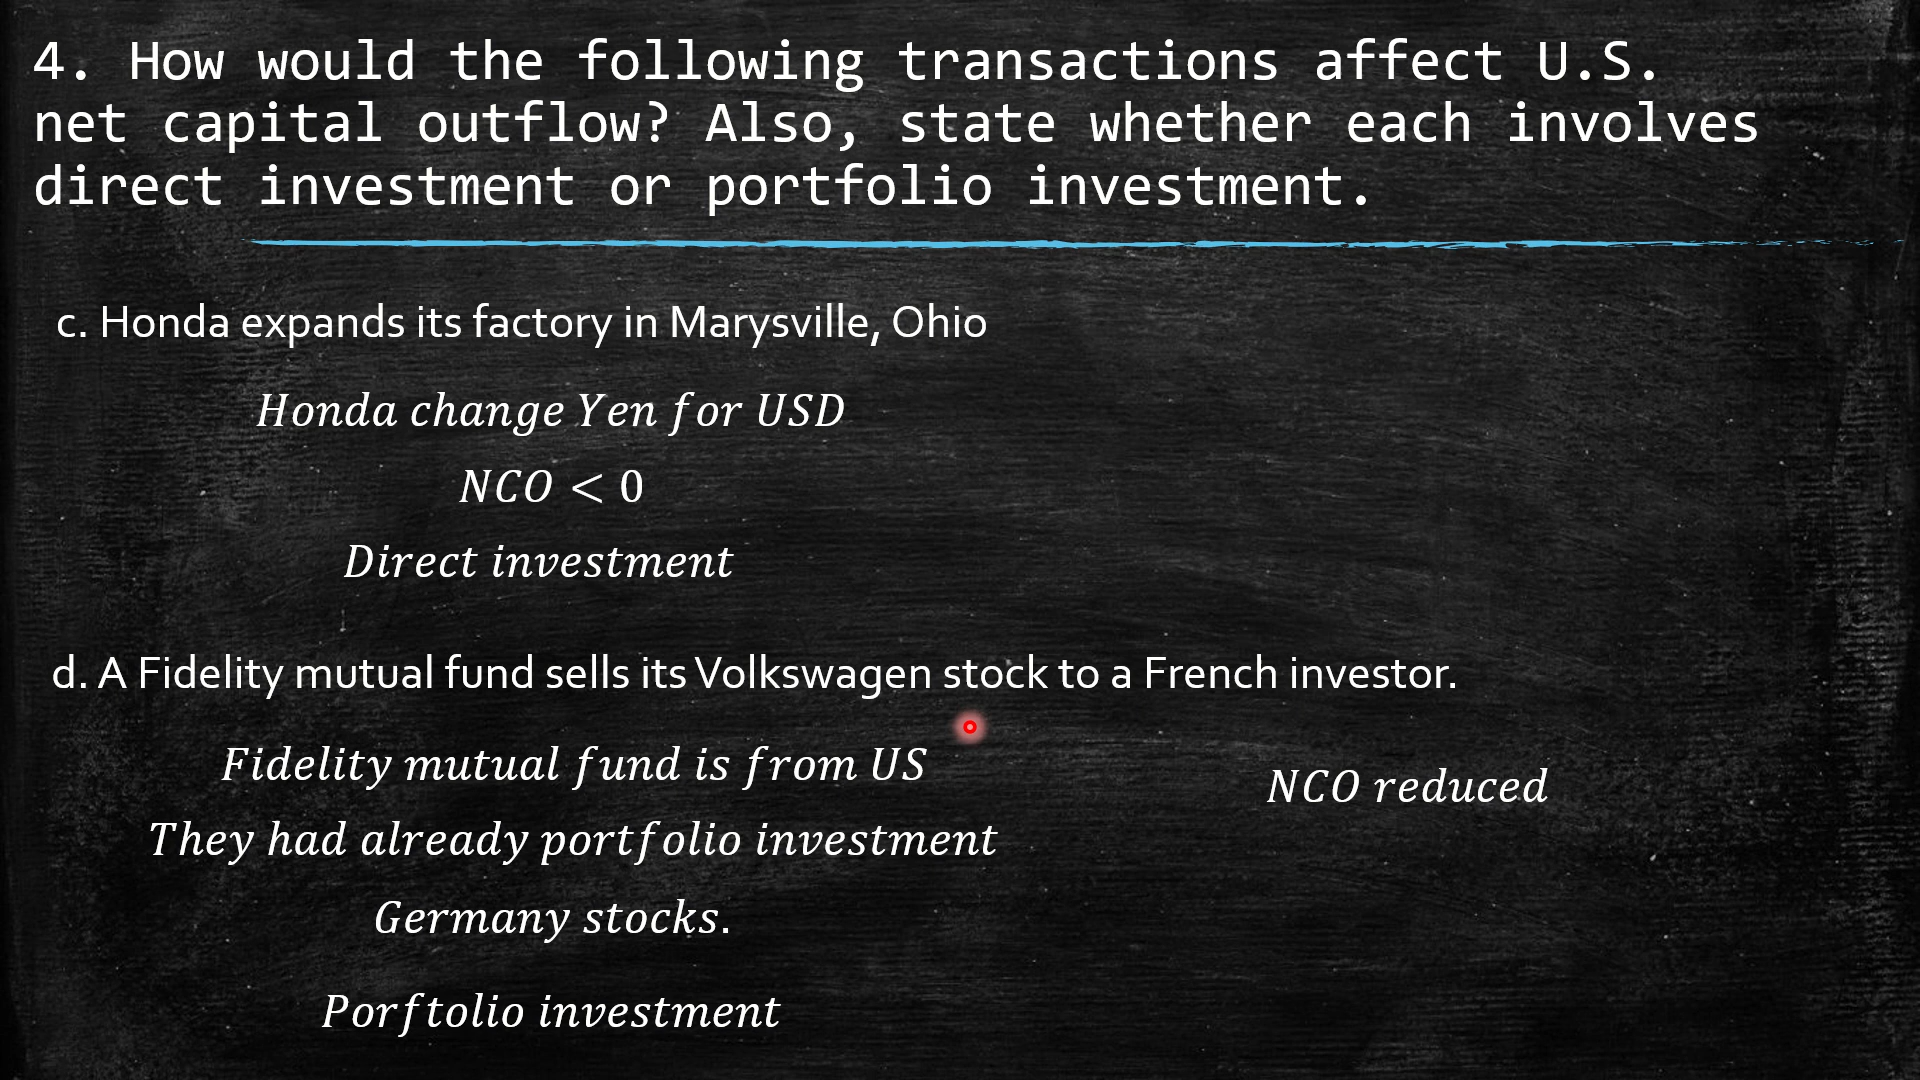 4. How would the following transactions affect U.S.
net capital outflow? Also, state whether each involves
direct investment or portfolio investment.
c. Honda expands its factory in Marysville, Ohio
Honda change Yen for USD
NCO < 0
Direct investment
d. A Fidelity mutual fund sells its Volkswagen stock to a French investor.
Fidelity mutual fund is from US
NCO reduced
They had already portfolio investment
Germany stocks.
Porftolio investment